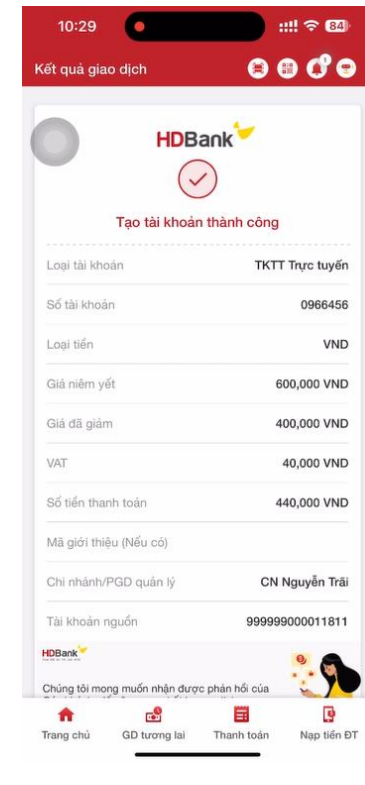 10:29
84
Kết quả giao dịch
HDBank
Tạo tài khoản thành công
Loại tài khoản TKTT Trực tuyến
Số tài khoản 0966456
Loại tiền VND
Giá niêm yết 600,000 VND
Giá đã giảm 400,000 VND
VAT 40,000 VND
Số tiền thanh toán 440,000 VND
Mã giới thiệu (Nếu có)
Chi nhánh/PGD quản lý CN Nguyễn Trãi
Tài khoản nguồn 999999000011811
HDBank
Chúng tôi mong muốn nhận được phản hồi của
Trang chủ GD tương lai Thanh toán Nạp tiền ĐT